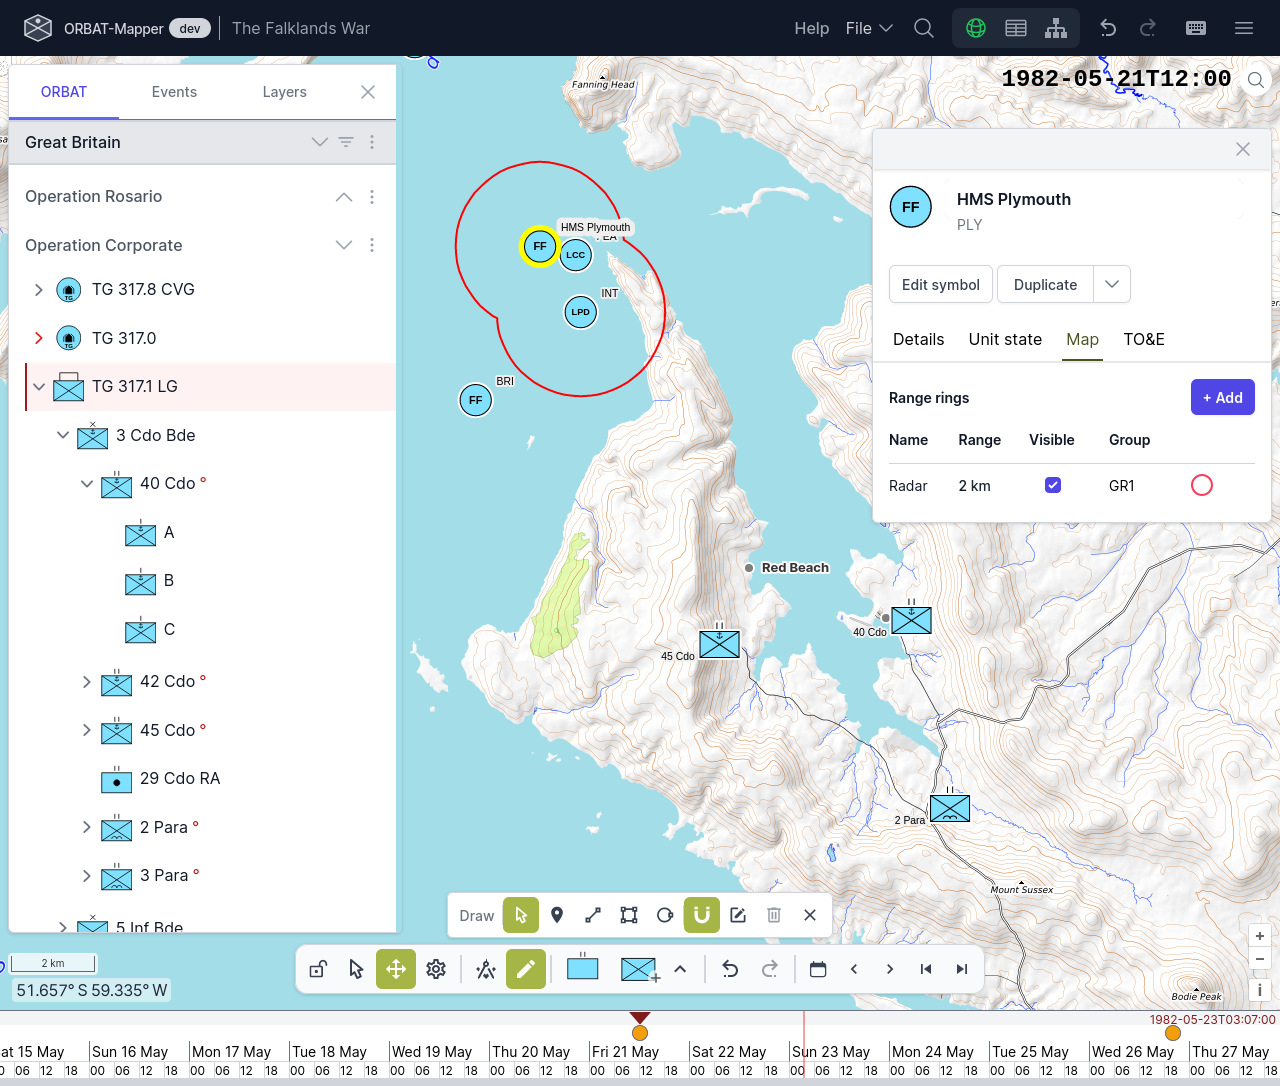 ORBAT-Mapper dev The Falklands War Help File
ORBAT Events Layers
Great Britain
Operation Rosario
Operation Corporate
TG 317.8 CVG
TG 317.0
TG 317.1 LG
3 Cdo Bde
40 Cdo °
A
B
C
42 Cdo °
45 Cdo °
29 Cdo RA
2 Para °
3 Para °
5 Inf Bde
Fanning Head
1982-05-21T12:00
HMS Plymouth
FF
LCC
INT
LPD
BRI
FF
Red Beach
40 Cdo
45 Cdo
2 Para
Mount Sussex
Bodie Peak
FF
HMS Plymouth
PLY
Edit symbol Duplicate
Details Unit state Map TO&E
Range rings + Add
Name Range Visible Group
Radar 2 km GR1
Draw
2 km
51.657° S 59.335° W
i
1982-05-23T03:07:00
at 15 May Sun 16 May Mon 17 May Tue 18 May Wed 19 May Thu 20 May Fri 21 May Sat 22 May Sun 23 May Mon 24 May Tue 25 May Wed 26 May Thu 27 May
0 06 12 18 00 06 12 18 00 06 12 18 00 06 12 18 00 06 12 18 00 06 12 18 00 06 12 18 00 06 12 18 00 06 12 18 00 06 12 18 00 06 12 18 00 06 12 18 00 06 12 18